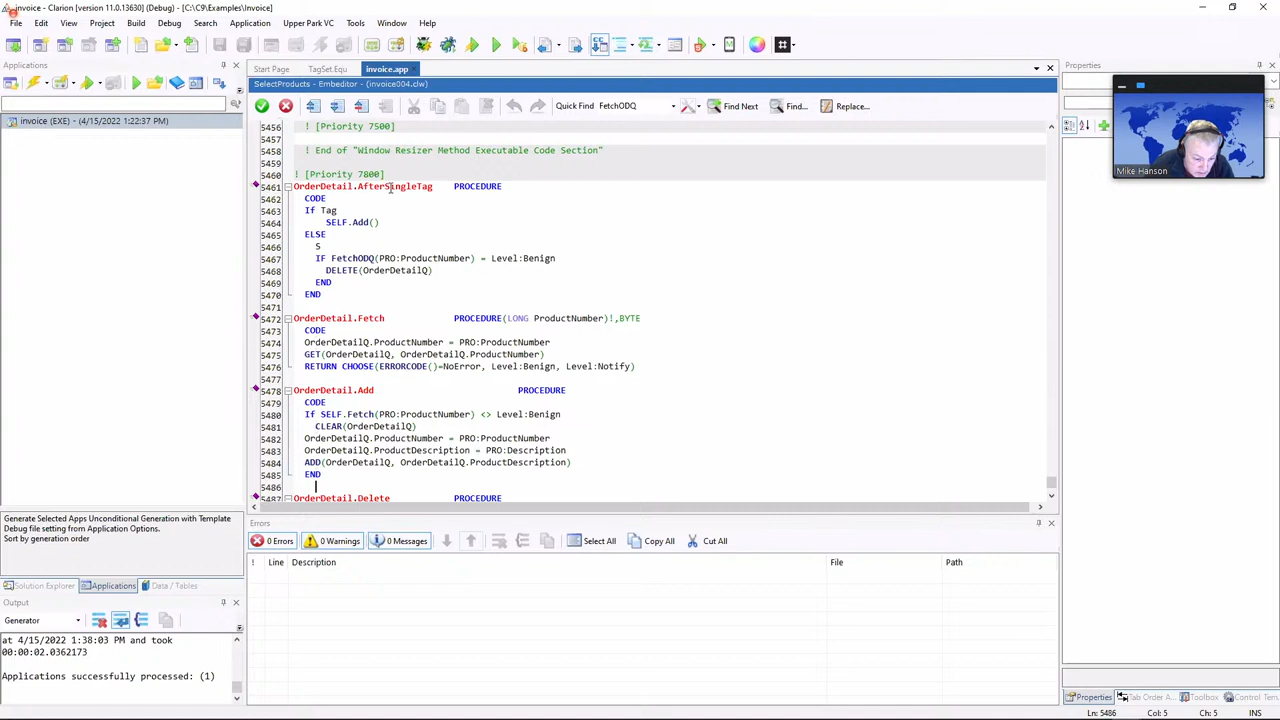 invoice - Clarion [version 11.0.13630] (Debug) - [C:\C9\Examples\Invoice]
File Edit View Project Build Debug Search Application Upper Park VC Tools Window Help
Applications
Start Page TagSet.Equ invoice.app
Properties
SelectProducts - Embeditor - (invoice004.clw)
Quick Find FetchODQ Find Next Find... Replace...
invoice (EXE) - (4/15/2022 1:22:37 PM)
Mike Hanson
5456 ! [Priority 7500]
5457
5458 ! End of "Window Resizer Method Executable Code Section"
5459
5460 ! [Priority 7800]
5461 OrderDetail.AfterSingleTag PROCEDURE
5462 CODE
5463 If Tag
5464 SELF.Add()
5465 ELSE
5466 S
5467 IF FetchODQ(PRO:ProductNumber) = Level:Benign
5468 DELETE(OrderDetailQ)
5469 END
5470 END
5471
5472 OrderDetail.Fetch PROCEDURE(LONG ProductNumber)!,BYTE
5473 CODE
5474 OrderDetailQ.ProductNumber = PRO:ProductNumber
5475 GET(OrderDetailQ, OrderDetailQ.ProductNumber)
5476 RETURN CHOOSE(ERRORCODE()=NoError, Level:Benign, Level:Notify)
5477
5478 OrderDetail.Add PROCEDURE
5479 CODE
5480 If SELF.Fetch(PRO:ProductNumber) <> Level:Benign
5481 CLEAR(OrderDetailQ)
5482 OrderDetailQ.ProductNumber = PRO:ProductNumber
5483 OrderDetailQ.ProductDescription = PRO:Description
5484 ADD(OrderDetailQ, OrderDetailQ.ProductDescription)
5485 END
5486
5487 OrderDetail.Delete PROCEDURE
Generate Selected Apps Unconditional Generation with Template
Debug file setting from Application Options.
Sort by generation order
Solution Explorer Applications Data / Tables
Errors
0 Errors 0 Warnings 0 Messages Select All Copy All Cut All
! Line Description File Path
Output
Generator
at 4/15/2022 1:38:03 PM and took
00:00:02.0362173
Applications successfully processed: (1)
Properties Tab Order A... Toolbox Control Tem...
Ln: 5486 Col: 5 Ch: 5 INS